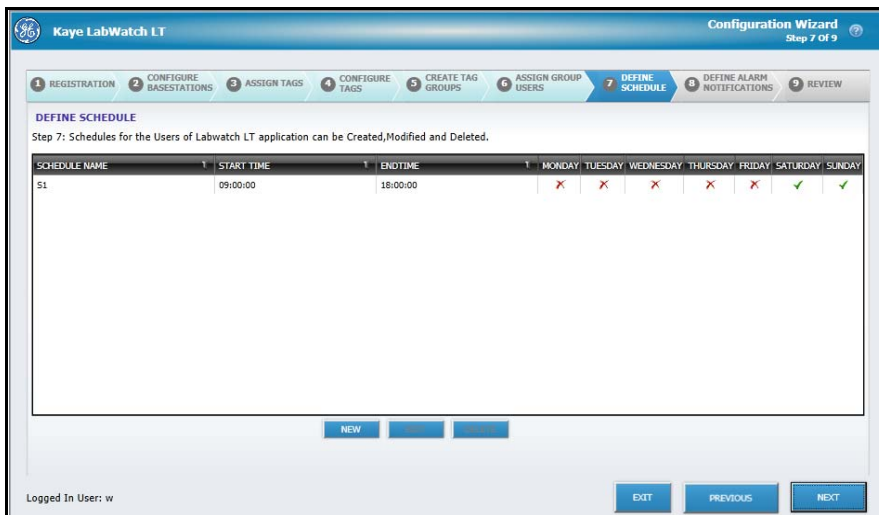 Kaye LabWatch LT
Configuration Wizard
Step 7 Of 9
1 REGISTRATION
2 CONFIGURE BASESTATIONS
3 ASSIGN TAGS
4 CONFIGURE TAGS
5 CREATE TAG GROUPS
6 ASSIGN GROUP USERS
7 DEFINE SCHEDULE
8 DEFINE ALARM NOTIFICATIONS
9 REVIEW
DEFINE SCHEDULE
Step 7: Schedules for the Users of Labwatch LT application can be Created,Modified and Deleted.
SCHEDULE NAME START TIME ENDTIME MONDAY TUESDAY WEDNESDAY THURSDAY FRIDAY SATURDAY SUNDAY
S1 09:00:00 18:00:00
NEW
Logged In User: w
EXIT PREVIOUS NEXT